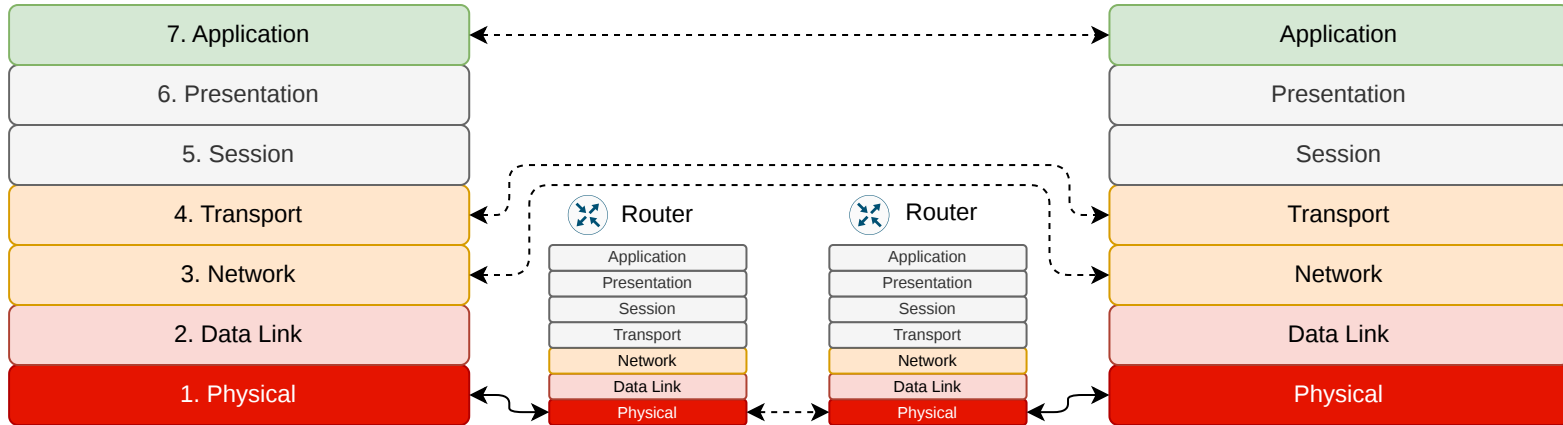 7. Application
6. Presentation
5. Session
4. Transport
3. Network
2. Data Link
1. Physical
Router
Application
Presentation
Session
Transport
Network
Data Link
Physical
Router
Application
Presentation
Session
Transport
Network
Data Link
Physical
Application
Presentation
Session
Transport
Network
Data Link
Physical